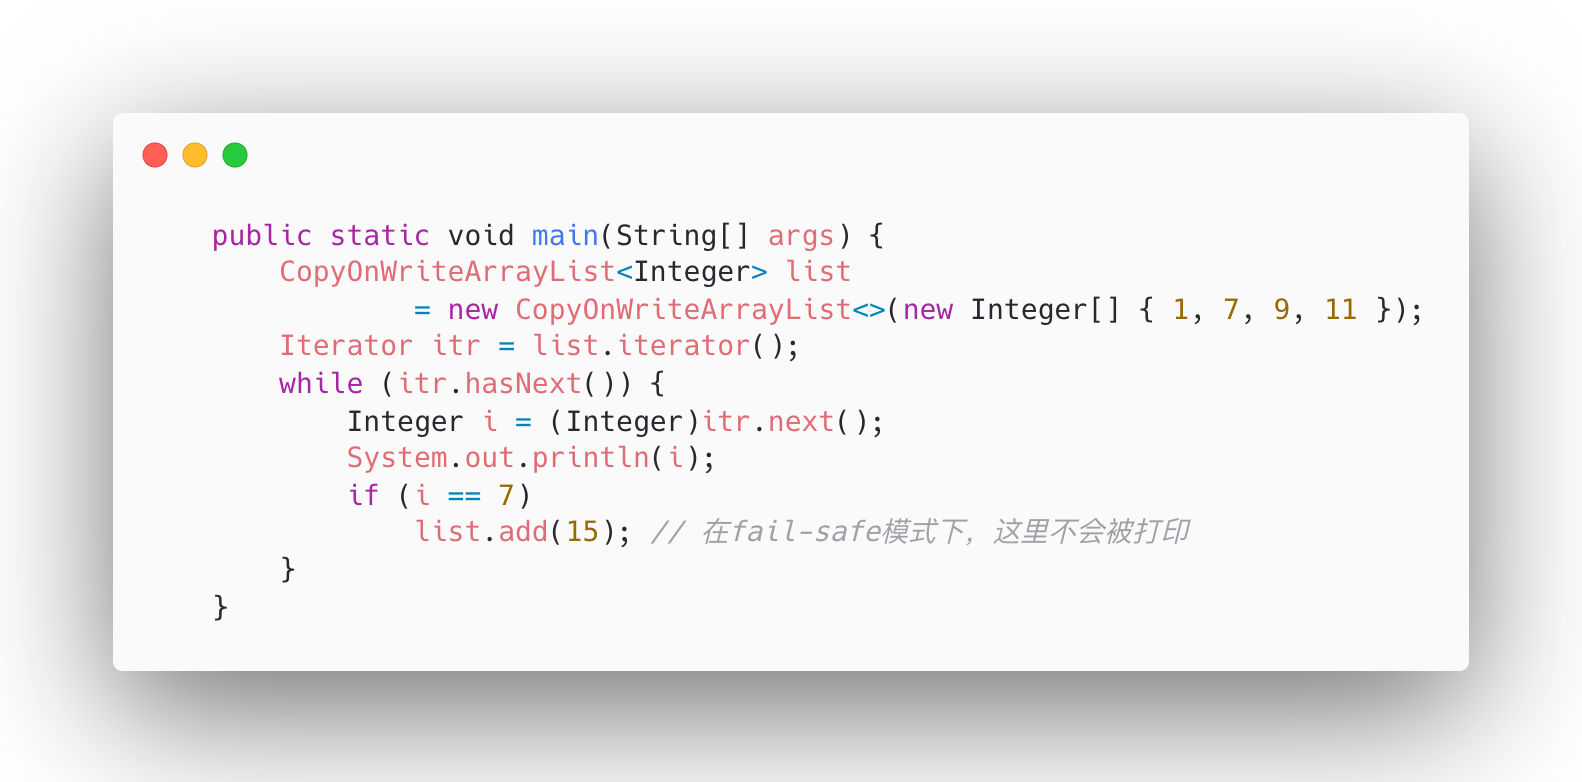 public static void main(String[] args) {
    CopyOnWriteArrayList<Integer> list
            = new CopyOnWriteArrayList<>(new Integer[] { 1, 7, 9, 11 });
    Iterator itr = list.iterator();
    while (itr.hasNext()) {
        Integer i = (Integer)itr.next();
        System.out.println(i);
        if (i == 7)
            list.add(15); // 在fail-safe模式下，这里不会被打印
    }
}